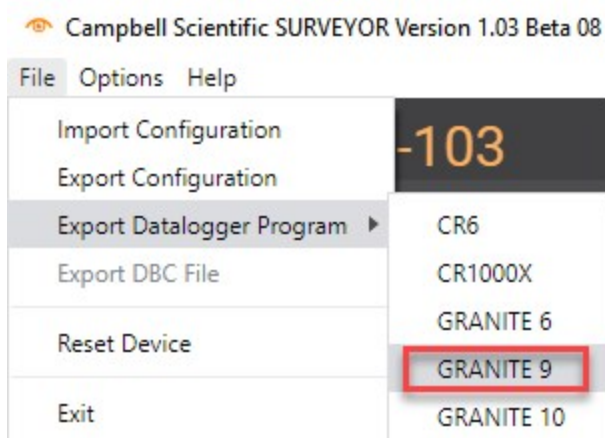 Campbell Scientific SURVEYOR Version 1.03 Beta 08
File Options Help
Import Configuration
Export Configuration
Export Datalogger Program
Export DBC File
Reset Device
Exit
-103
CR6
CR1000X
GRANITE 6
GRANITE 9
GRANITE 10